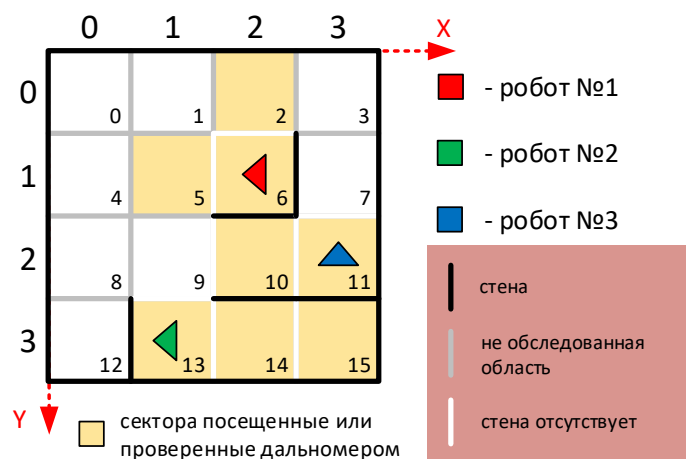 0 1 2 3 X
0 0 1 2 3
1 4 5 6 7
2 8 9 10 11
3 12 13 14 15
Y
- робот №1
- робот №2
- робот №3
стена
не обследованная
область
стена отсутствует
сектора посещенные или
проверенные дальномером